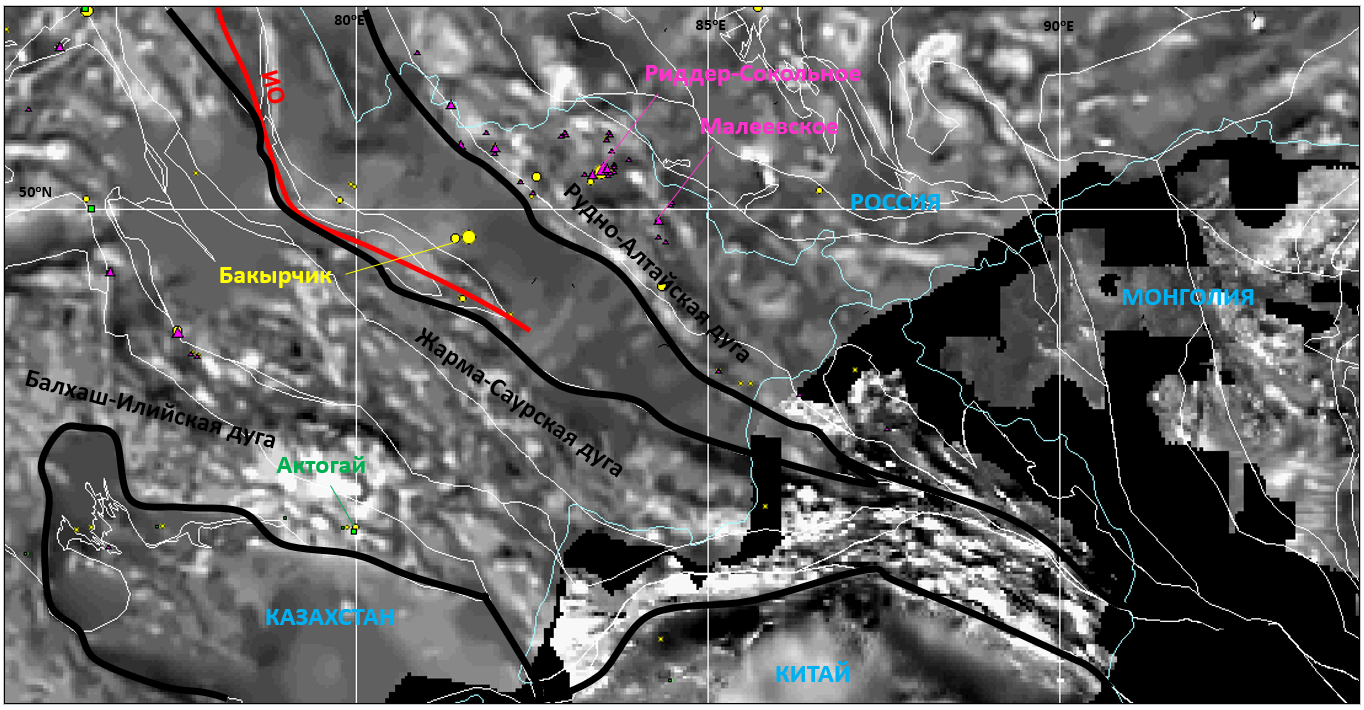 80°E
85°E
90°E
ОМ
Риддер-Сокольное
Малеевское
50°N
РОССИЯ
Рудно-Алтайская дуга
Бакырчик
МОНГОЛИЯ
Жарма-Саурская дуга
Балхаш-Илийская дуга
Актогай
КАЗАХСТАН
КИТАЙ